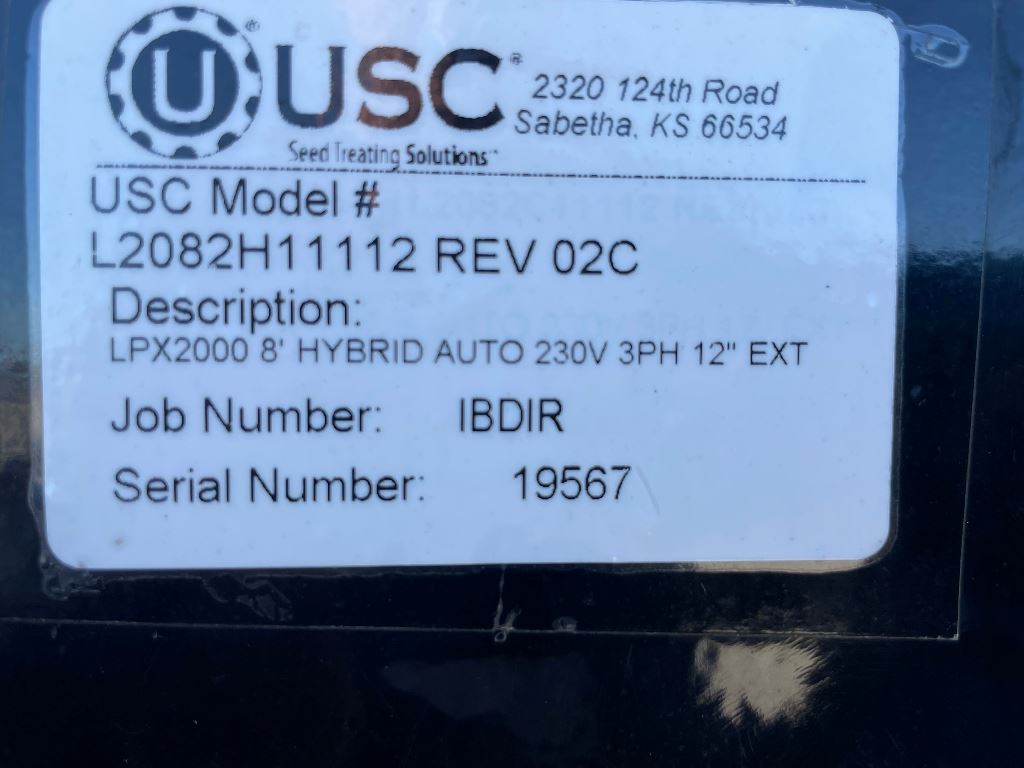 U® USC®
Seed Treating Solutions™
2320 124th Road
Sabetha, KS 66534
USC Model #
L2082H11112 REV 02C
Description:
LPX2000 8' HYBRID AUTO 230V 3PH 12" EXT
Job Number: IBDIR
Serial Number: 19567